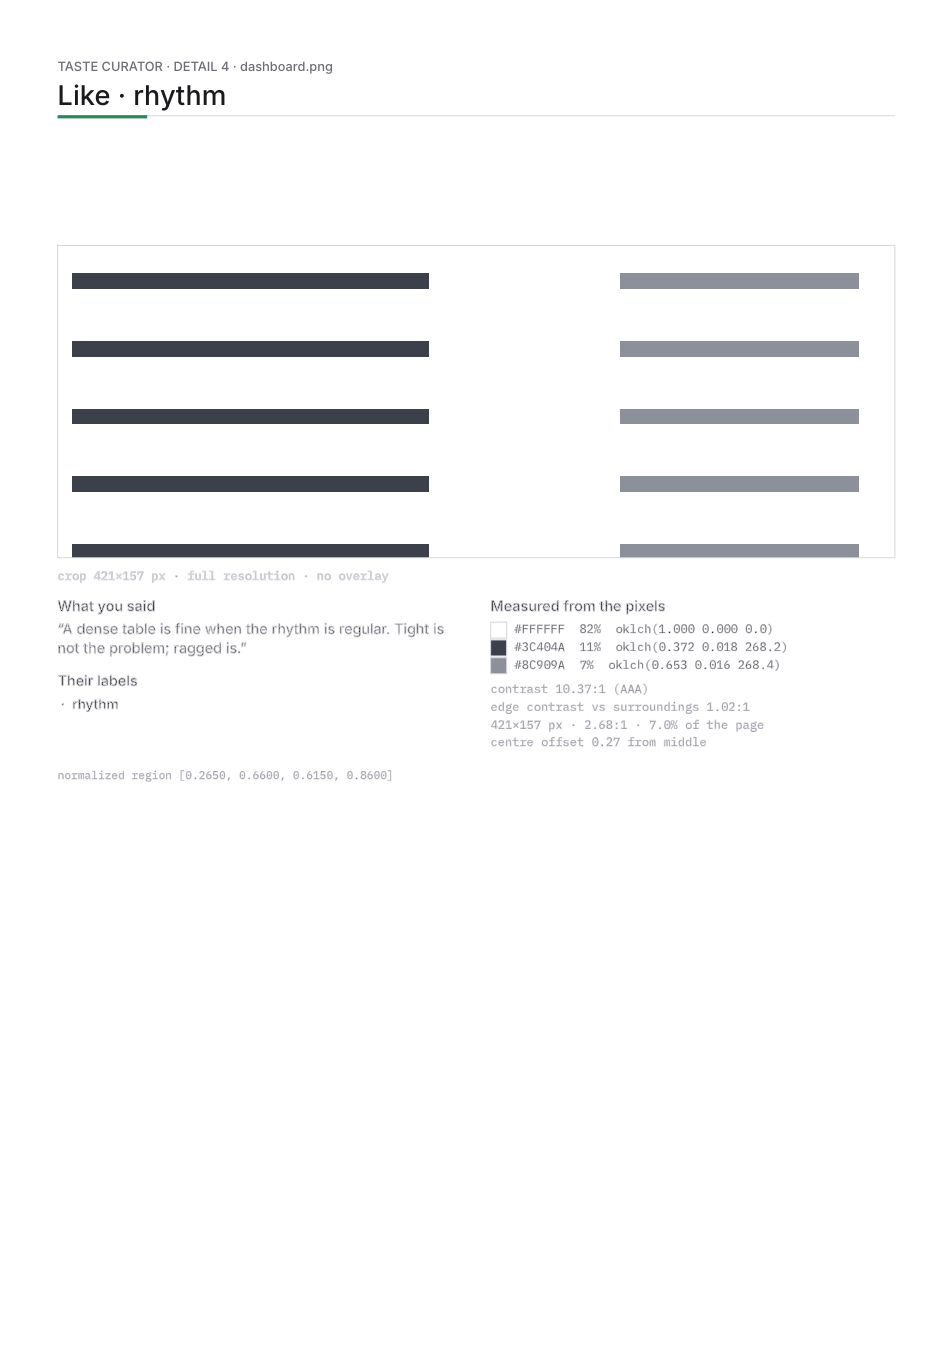 TASTE CURATOR · DETAIL 4 · dashboard.png
Like · rhythm
crop 421×157 px · full resolution · no overlay
What you said
“A dense table is fine when the rhythm is regular. Tight is
not the problem; ragged is.”
Their labels
· rhythm
Measured from the pixels
#FFFFFF 82% oklch(1.000 0.000 0.0)
#3C404A 11% oklch(0.372 0.018 268.2)
#8C909A 7% oklch(0.653 0.016 268.4)
contrast 10.37:1 (AAA)
edge contrast vs surroundings 1.02:1
421×157 px · 2.68:1 · 7.0% of the page
centre offset 0.27 from middle
normalized region [0.2650, 0.6600, 0.6150, 0.8600]